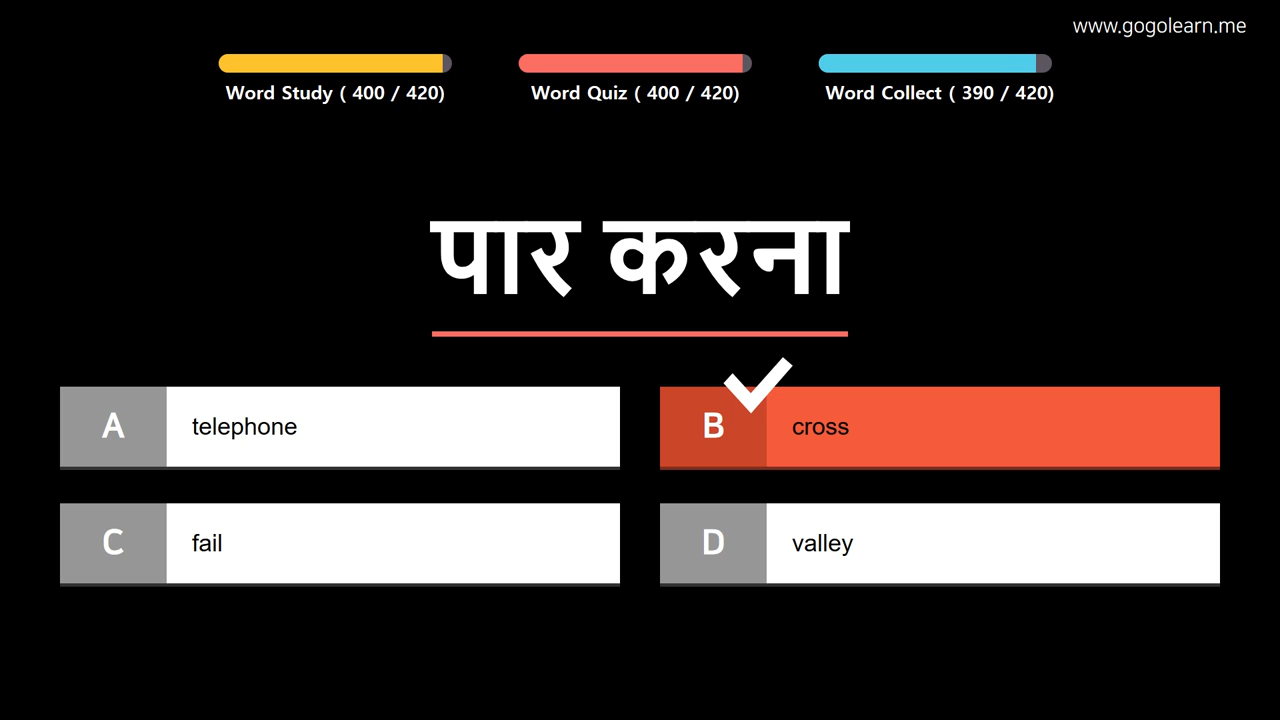 www.gogolearn.me
Word Study ( 400 / 420)
Word Quiz ( 400 / 420)
Word Collect ( 390 / 420)
पार करना
A telephone
B cross
C fail
D valley